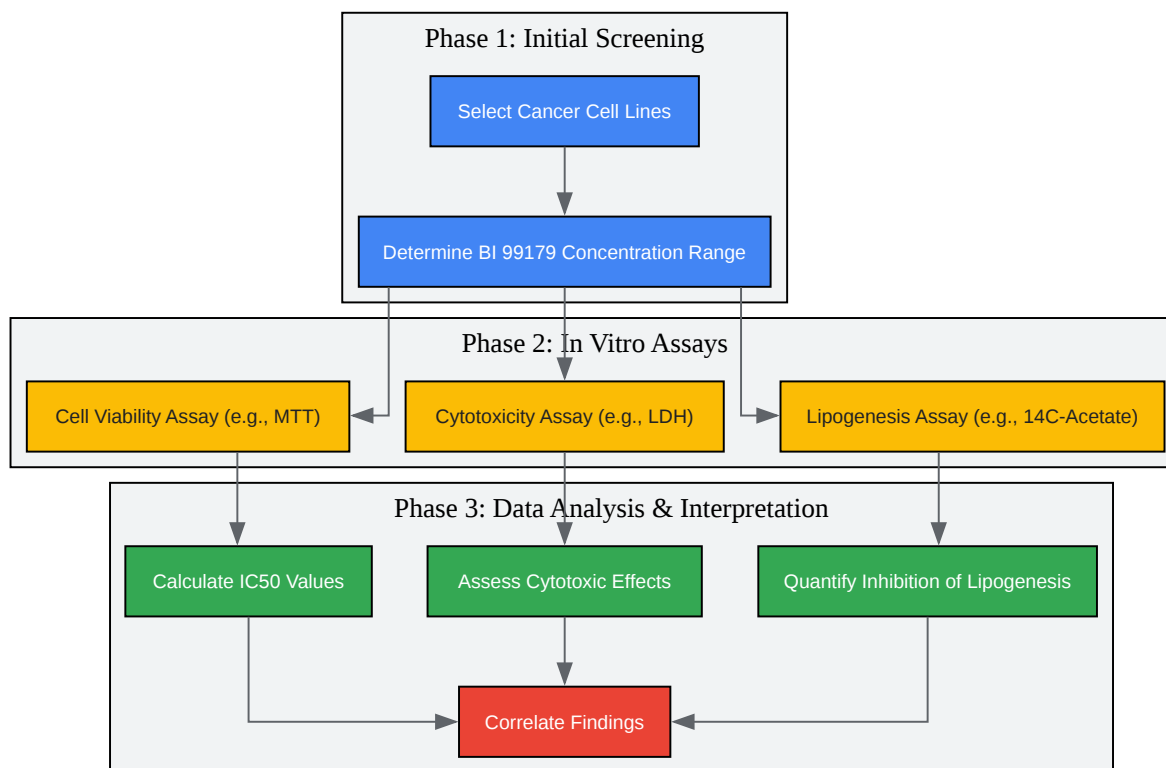 Phase 1: Initial Screening
Select Cancer Cell Lines
Determine BI 99179 Concentration Range
Phase 2: In Vitro Assays
Cell Viability Assay (e.g., MTT)
Cytotoxicity Assay (e.g., LDH)
Lipogenesis Assay (e.g., 14C-Acetate)
Phase 3: Data Analysis & Interpretation
Calculate IC50 Values
Assess Cytotoxic Effects
Quantify Inhibition of Lipogenesis
Correlate Findings